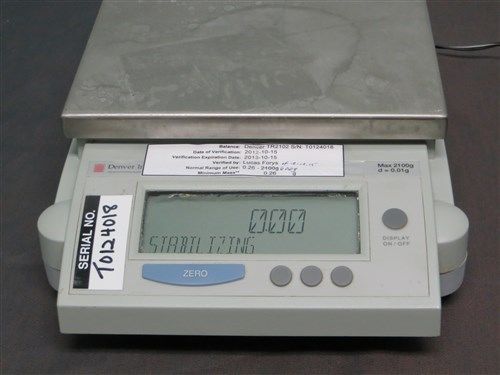 Balance: Denver TR2102 S/N: T0124018
Date of Verification: 2012-10-15
Verification Expiration Date: 2013-10-15
Verified by: Lucas Forys
Normal Range of Use: 0.26 - 2100g
Minimum Mass** 0.26 g
Denver
Max 2100g
d = 0.01g
SERIAL NO.
T0124018
0.00
STABILIZING
DISPLAY
ON / OFF
ZERO